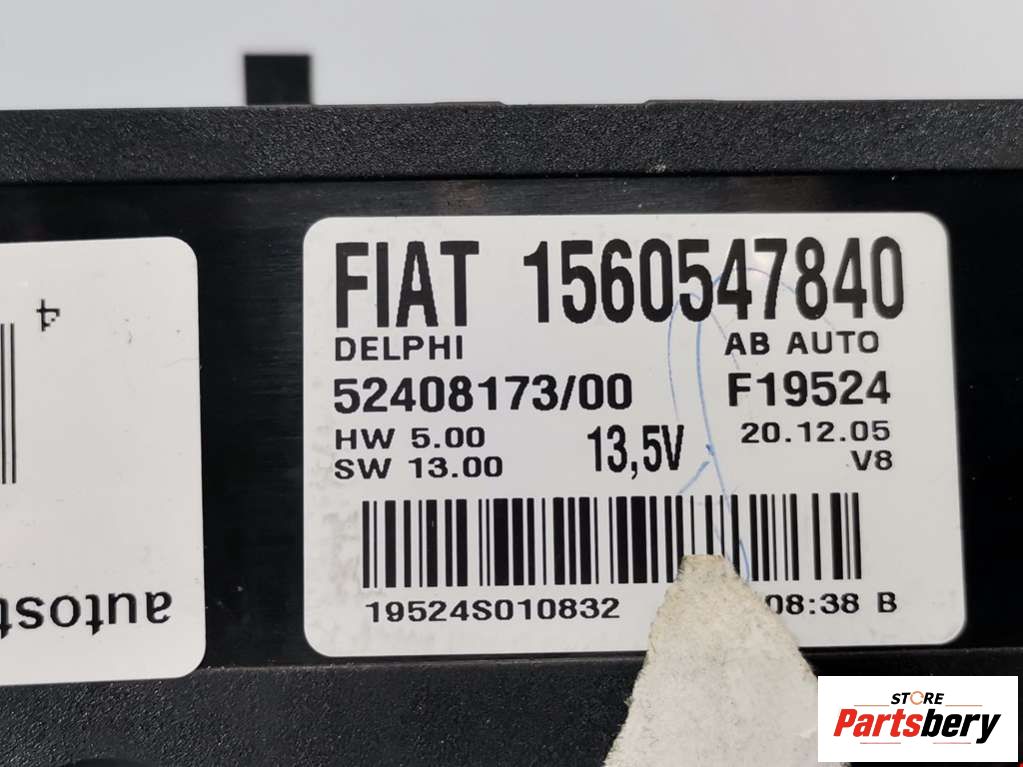 FIAT 1560547840
DELPHI AB AUTO
52408173/00 F19524
HW 5.00 13,5V 20.12.05
SW 13.00 V8
19524S010832 08:38 B
4
autost
STORE
Partsbery